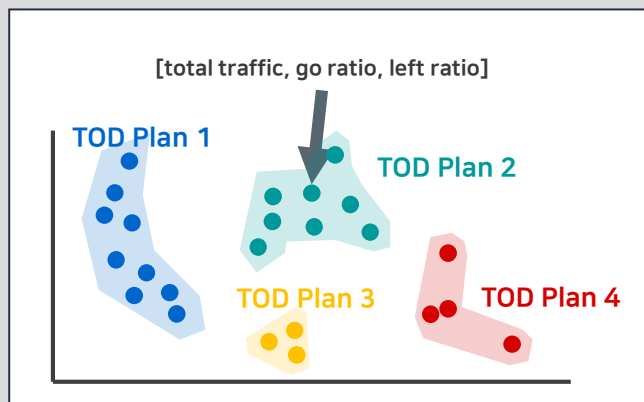 [total traffic, go ratio, left ratio]
TOD Plan 1
TOD Plan 2
TOD Plan 3
TOD Plan 4